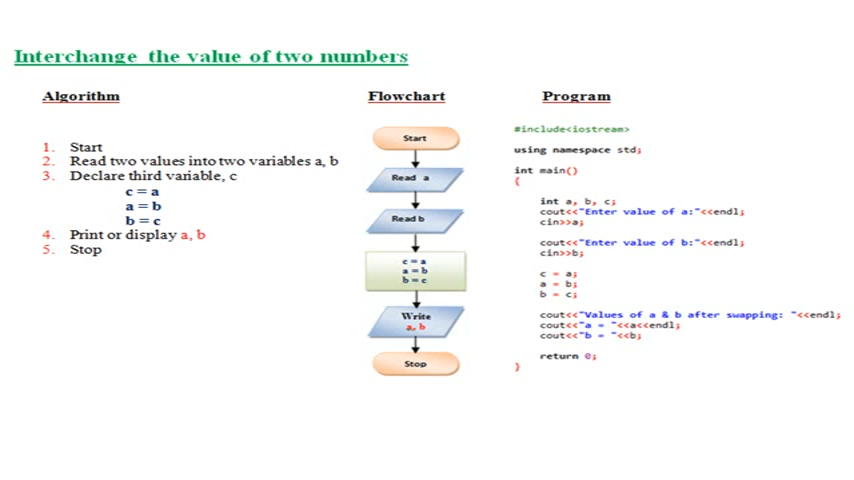 Interchange the value of two numbers
Algorithm
1. Start
2. Read two values into two variables a, b
3. Declare third variable, c
c = a
a = b
b = c
4. Print or display a, b
5. Stop
Flowchart
Start
Read a
Read b
c = a
a = b
b = c
Write
a, b
Stop
Program
#include<iostream>
using namespace std;
int main()
{
int a, b, c;
cout<<"Enter value of a:"<<endl;
cin>>a;
cout<<"Enter value of b:"<<endl;
cin>>b;
c = a;
a = b;
b = c;
cout<<"Values of a & b after swapping: "<<endl;
cout<<"a = "<<a<<endl;
cout<<"b = "<<b;
return 0;
}